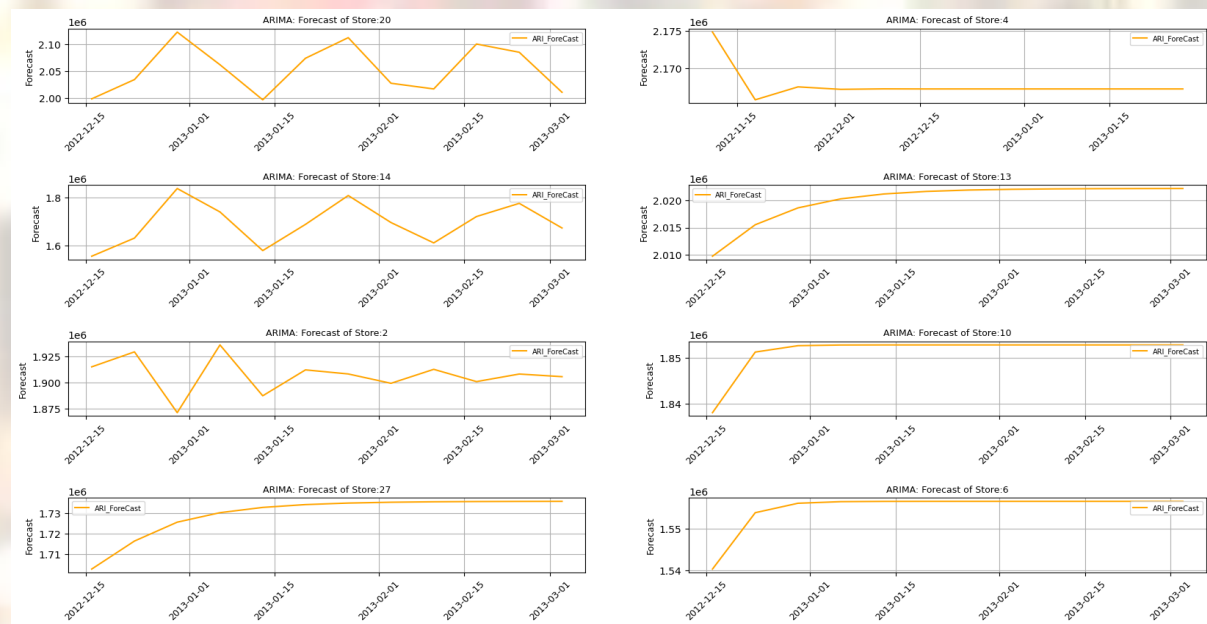 ARIMA: Forecast of Store:20
1e6
ARI_ForeCast
Forecast
2.10
2.05
2.00
2012-12-15
2013-01-01
2013-01-15
2013-02-01
2013-02-15
2013-03-01
ARIMA: Forecast of Store:4
1e6
ARI_ForeCast
Forecast
2.175
2.170
2012-11-15
2012-12-01
2012-12-15
2013-01-01
2013-01-15
ARIMA: Forecast of Store:14
1e6
ARI_ForeCast
Forecast
1.8
1.6
2012-12-15
2013-01-01
2013-01-15
2013-02-01
2013-02-15
2013-03-01
ARIMA: Forecast of Store:13
1e6
ARI_ForeCast
Forecast
2.020
2.015
2.010
2012-12-15
2013-01-01
2013-01-15
2013-02-01
2013-02-15
2013-03-01
ARIMA: Forecast of Store:2
1e6
ARI_ForeCast
Forecast
1.925
1.900
1.875
2012-12-15
2013-01-01
2013-01-15
2013-02-01
2013-02-15
2013-03-01
ARIMA: Forecast of Store:10
1e6
ARI_ForeCast
Forecast
1.85
1.84
2012-12-15
2013-01-01
2013-01-15
2013-02-01
2013-02-15
2013-03-01
ARIMA: Forecast of Store:27
1e6
ARI_ForeCast
Forecast
1.73
1.72
1.71
2012-12-15
2013-01-01
2013-01-15
2013-02-01
2013-02-15
2013-03-01
ARIMA: Forecast of Store:6
1e6
ARI_ForeCast
Forecast
1.55
1.54
2012-12-15
2013-01-01
2013-01-15
2013-02-01
2013-02-15
2013-03-01